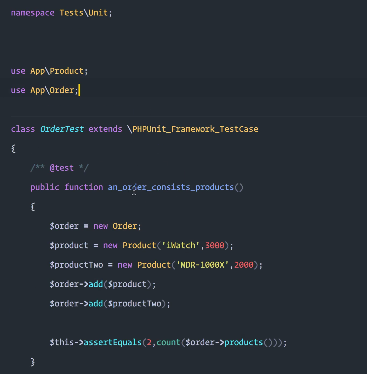 namespace Tests\Unit;
use App\Product;
use App\Order;
class OrderTest extends \PHPUnit_Framework_TestCase
{
/** @test */
public function an_order_consists_products()
{
$order = new Order;
$product = new Product('iWatch',3000);
$productTwo = new Product('MDR-1000X',2000);
$order->add($product);
$order->add($productTwo);
$this->assertEquals(2,count($order->products()));
}